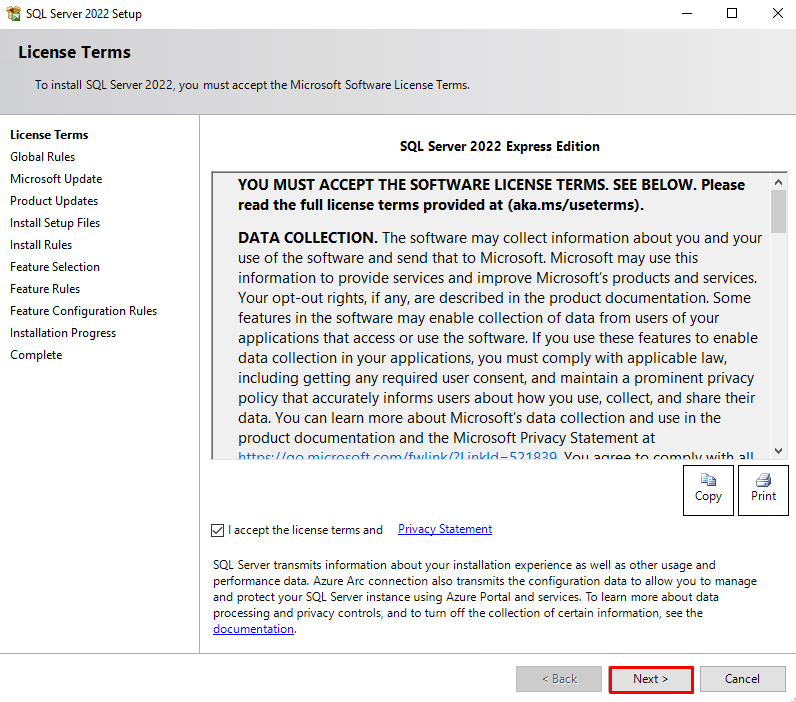 SQL Server 2022 Setup
License Terms
To install SQL Server 2022, you must accept the Microsoft Software License Terms.
License Terms
Global Rules
Microsoft Update
Product Updates
Install Setup Files
Install Rules
Feature Selection
Feature Rules
Feature Configuration Rules
Installation Progress
Complete
SQL Server 2022 Express Edition
YOU MUST ACCEPT THE SOFTWARE LICENSE TERMS. SEE BELOW. Please
read the full license terms provided at (aka.ms/useterms).
DATA COLLECTION. The software may collect information about you and your
use of the software and send that to Microsoft. Microsoft may use this
information to provide services and improve Microsoft's products and services.
Your opt-out rights, if any, are described in the product documentation. Some
features in the software may enable collection of data from users of your
applications that access or use the software. If you use these features to enable
data collection in your applications, you must comply with applicable law,
including getting any required user consent, and maintain a prominent privacy
policy that accurately informs users about how you use, collect, and share their
data. You can learn more about Microsoft's data collection and use in the
product documentation and the Microsoft Privacy Statement at
https://go.microsoft.com/fwlink/?LinkId=521839. You agree to comply with all
Copy
Print
I accept the license terms and Privacy Statement
SQL Server transmits information about your installation experience as well as other usage and
performance data. Azure Arc connection also transmits the configuration data to allow you to manage
and protect your SQL Server instance using Azure Portal and services. To learn more about data
processing and privacy controls, and to turn off the collection of certain information, see the
documentation.
< Back
Next >
Cancel